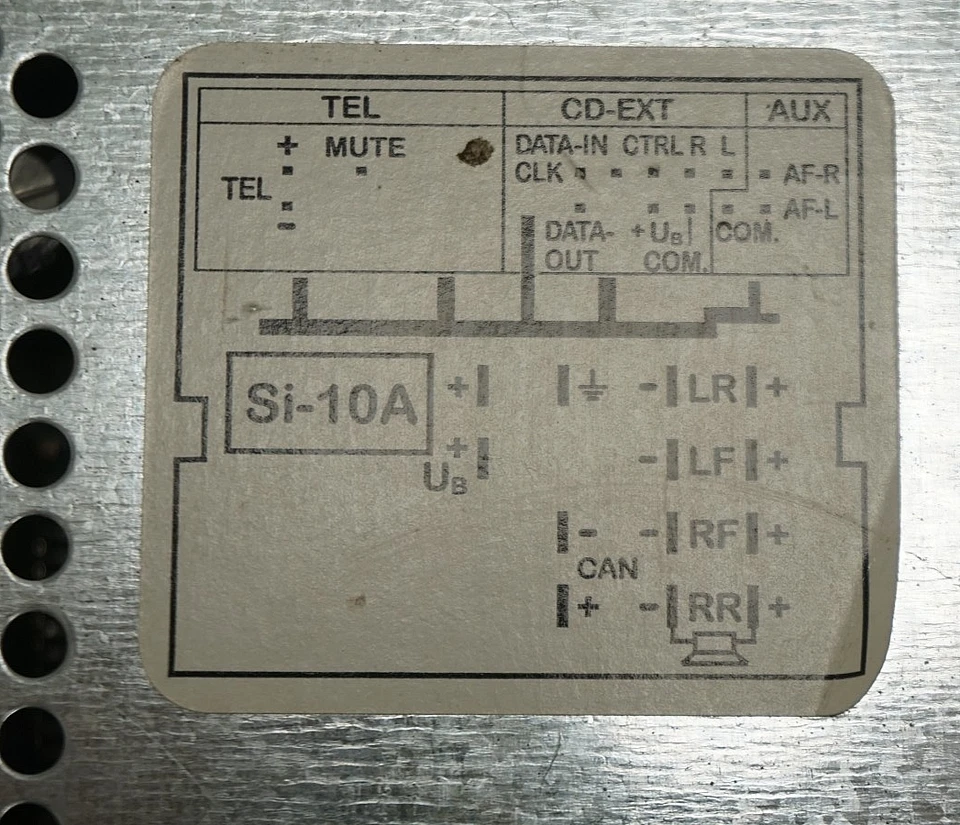 TEL CD-EXT AUX
+ MUTE DATA-IN CTRL R L
TEL CLK AF-R
- AF-L
DATA- +UB COM.
OUT COM.
Si-10A + - LR +
+ - LF +
UB
- - RF +
CAN
+ - RR +